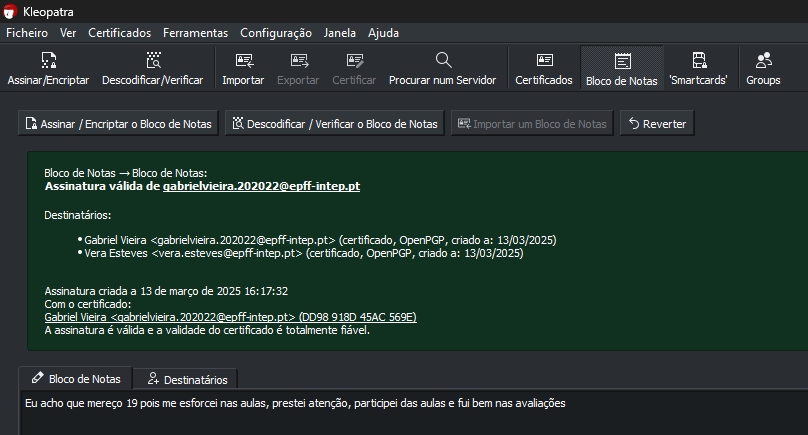 Kleopatra
Ficheiro Ver Certificados Ferramentas Configuração Janela Ajuda
Assinar/Encriptar Descodificar/Verificar Importar Exportar Certificar Procurar num Servidor Certificados Bloco de Notas 'Smartcards' Groups
Assinar / Encriptar o Bloco de Notas Descodificar / Verificar o Bloco de Notas Importar um Bloco de Notas Reverter
Bloco de Notas → Bloco de Notas:
Assinatura válida de gabrielvieira.202022@epff-intep.pt
Destinatários:
• Gabriel Vieira <gabrielvieira.202022@epff-intep.pt> (certificado, OpenPGP, criado a: 13/03/2025)
• Vera Esteves <vera.esteves@epff-intep.pt> (certificado, OpenPGP, criado a: 13/03/2025)
Assinatura criada a 13 de março de 2025 16:17:32
Com o certificado:
Gabriel Vieira <gabrielvieira.202022@epff-intep.pt> (DD98 918D 45AC 569E)
A assinatura é válida e a validade do certificado é totalmente fiável.
Bloco de Notas Destinatários
Eu acho que mereço 19 pois me esforcei nas aulas, prestei atenção, participei das aulas e fui bem nas avaliações